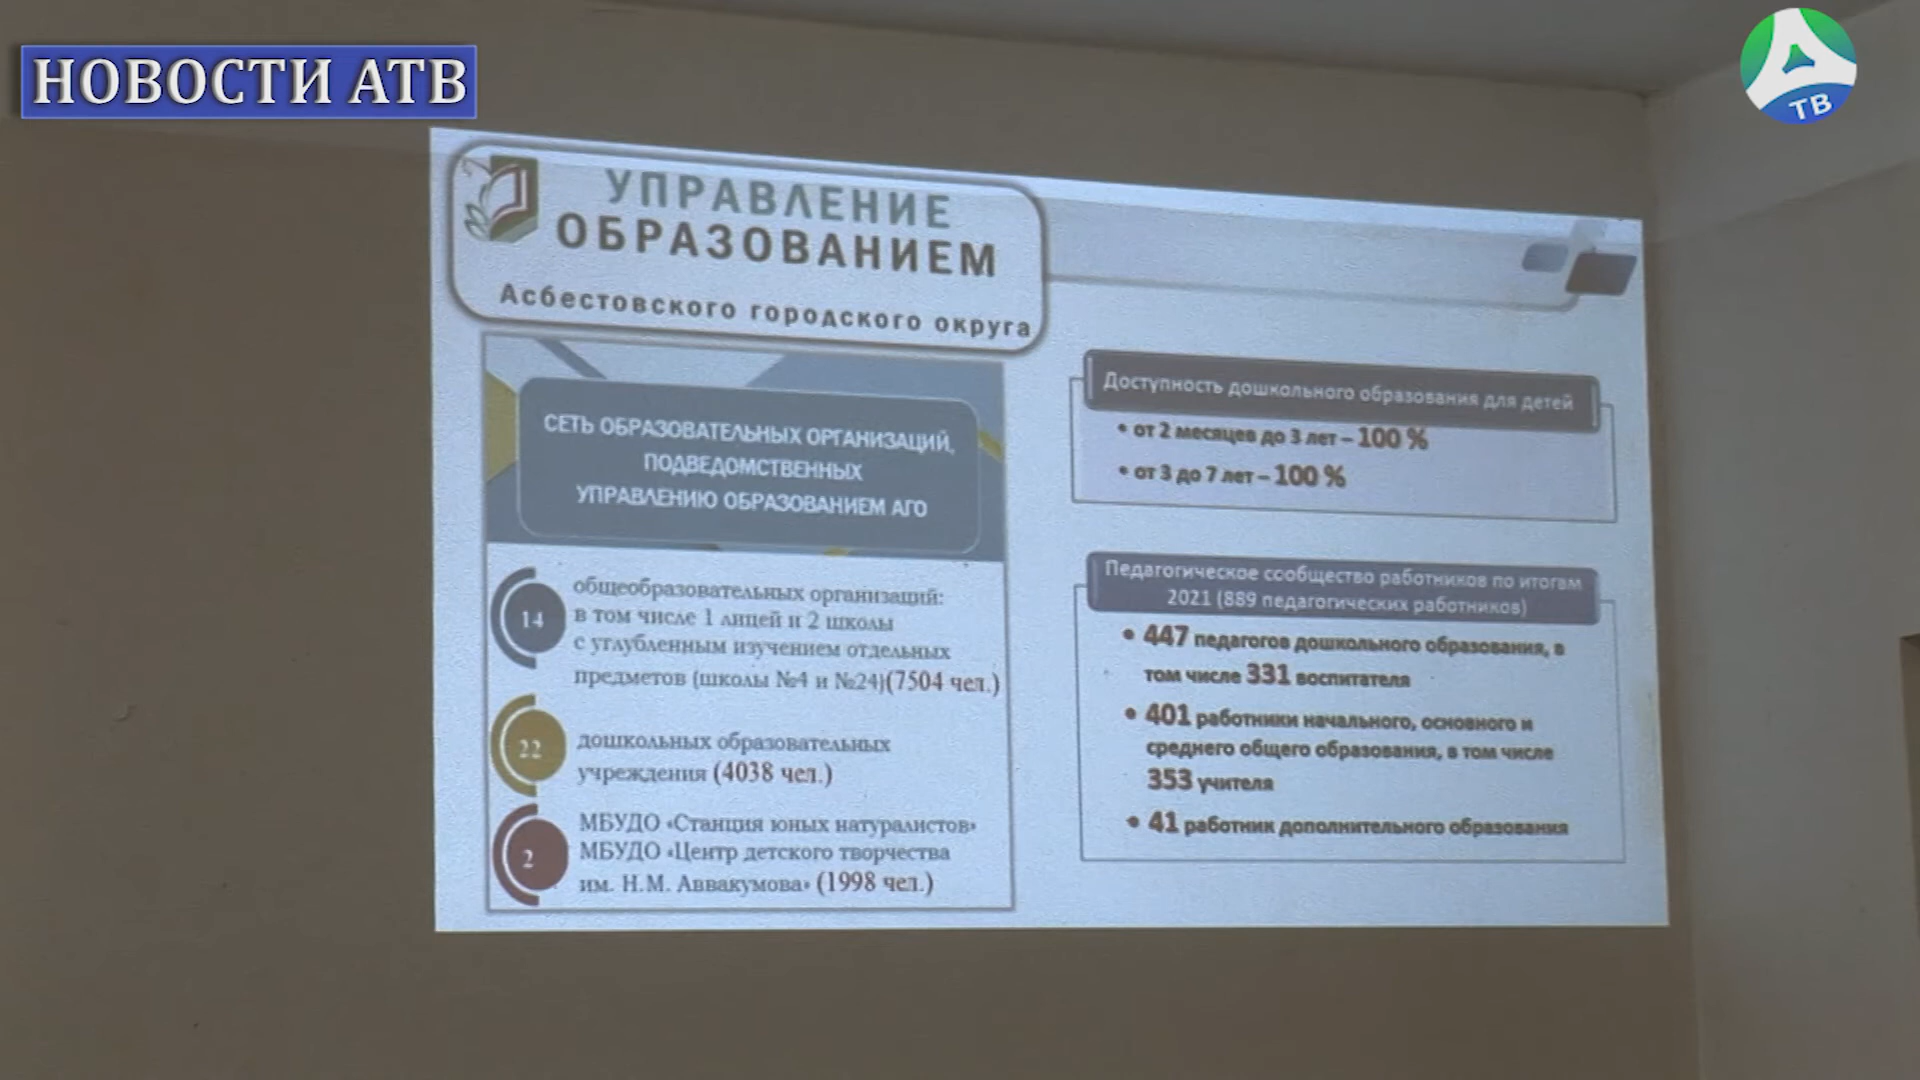 НОВОСТИ АТВ
ТВ
УПРАВЛЕНИЕ
ОБРАЗОВАНИЕМ
Асбестовского городского округа
СЕТЬ ОБРАЗОВАТЕЛЬНЫХ ОРГАНИЗАЦИЙ,
ПОДВЕДОМСТВЕННЫХ
УПРАВЛЕНИЮ ОБРАЗОВАНИЕМ АГО
14
общеобразовательных организаций:
в том числе 1 лицей и 2 школы
с углубленным изучением отдельных
предметов (школы №4 и №24)(7504 чел.)
22
дошкольных образовательных
учреждения (4038 чел.)
2
МБУДО «Станция юных натуралистов»
МБУДО «Центр детского творчества
им. Н.М. Аввакумова» (1998 чел.)
Доступность дошкольного образования для детей
• от 2 месяцев до 3 лет – 100 %
• от 3 до 7 лет – 100 %
Педагогическое сообщество работников по итогам
2021 (889 педагогических работников)
• 447 педагогов дошкольного образования, в
том числе 331 воспитателя
• 401 работники начального, основного и
среднего общего образования, в том числе
353 учителя
• 41 работник дополнительного образования